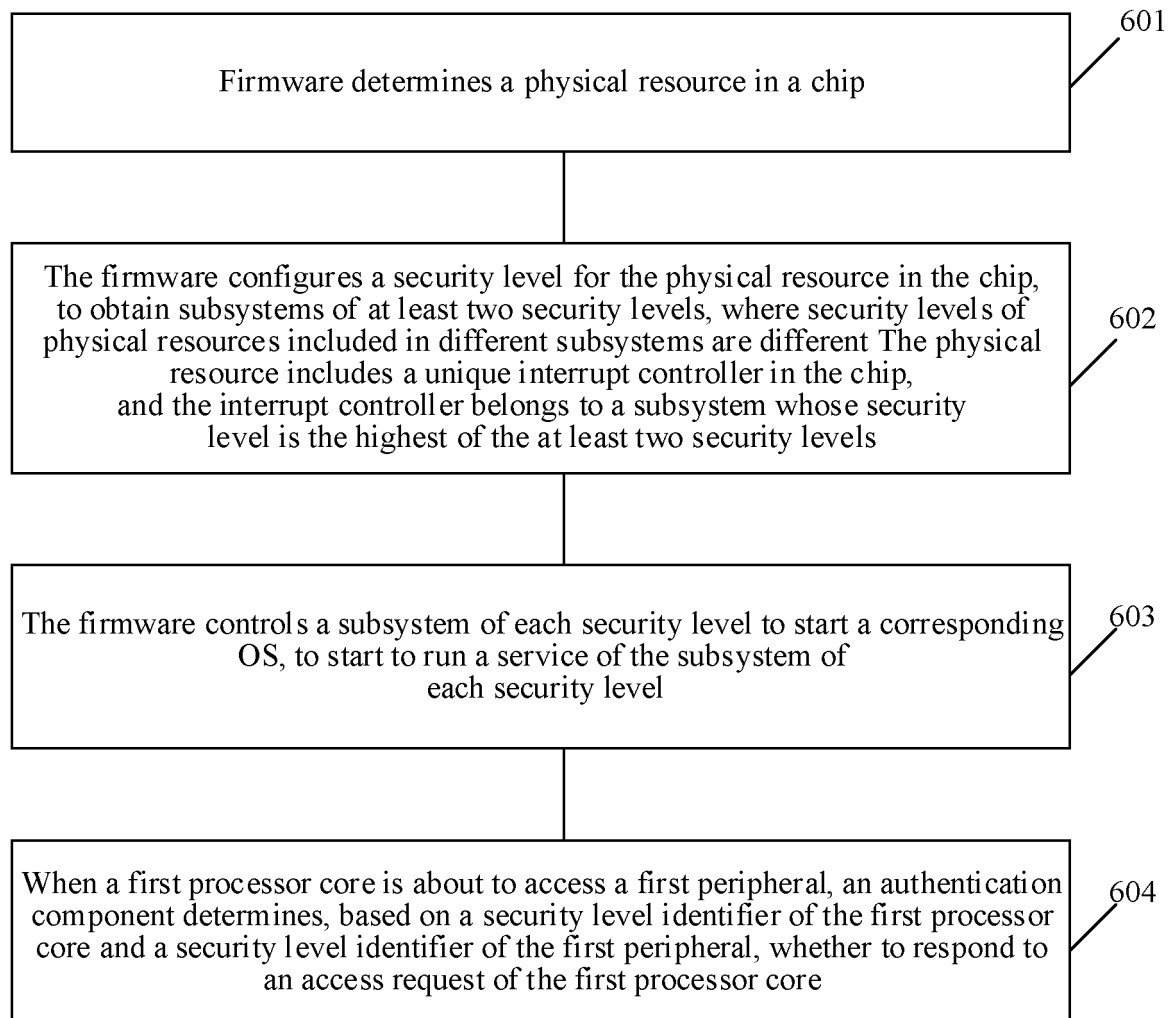 601
Firmware determines a physical resource in a chip
The firmware configures a security level for the physical resource in the chip,
to obtain subsystems of at least two security levels, where security levels of
physical resources included in different subsystems are different The physical
resource includes a unique interrupt controller in the chip,
and the interrupt controller belongs to a subsystem whose security
level is the highest of the at least two security levels
602
The firmware controls a subsystem of each security level to start a corresponding
OS, to start to run a service of the subsystem of
each security level
603
When a first processor core is about to access a first peripheral, an authentication
component determines, based on a security level identifier of the first processor
core and a security level identifier of the first peripheral, whether to respond to
an access request of the first processor core
604